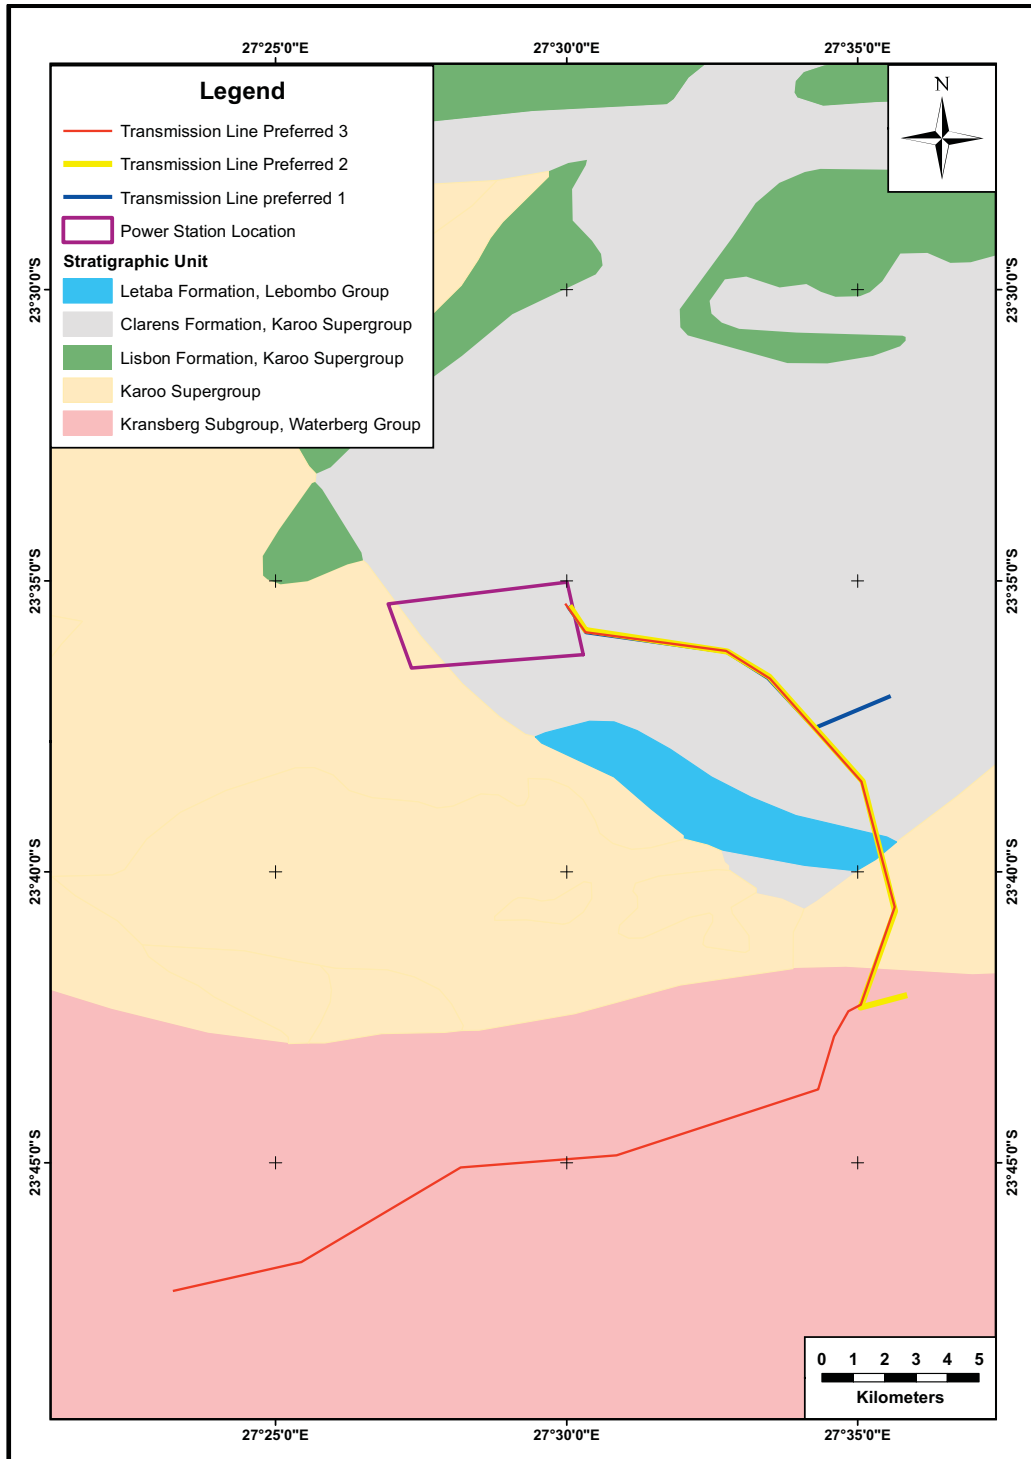 27°25'0"E 27°30'0"E 27°35'0"E
Legend
Transmission Line Preferred 3
Transmission Line Preferred 2
Transmission Line preferred 1
Power Station Location
Stratigraphic Unit
Letaba Formation, Lebombo Group
Clarens Formation, Karoo Supergroup
Lisbon Formation, Karoo Supergroup
Karoo Supergroup
Kransberg Subgroup, Waterberg Group
N
23°30'0"S 23°30'0"S
23°35'0"S 23°35'0"S
23°40'0"S 23°40'0"S
23°45'0"S 23°45'0"S
0 1 2 3 4 5
Kilometers
27°25'0"E 27°30'0"E 27°35'0"E